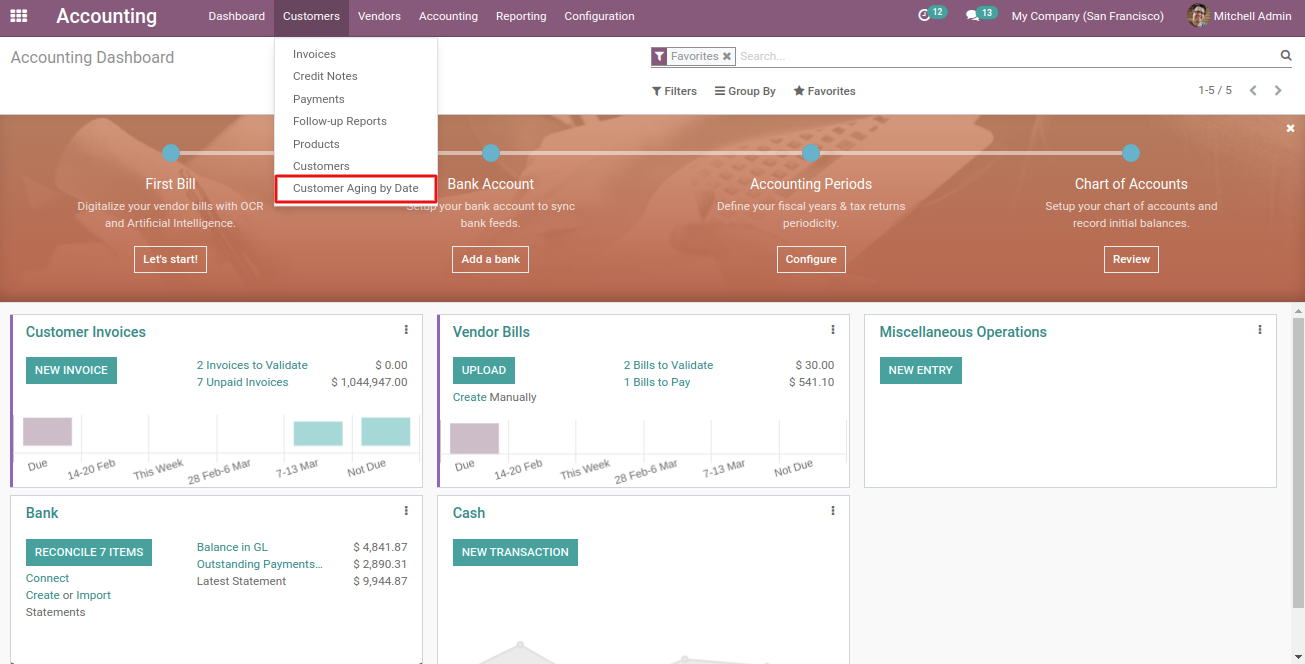 Accounting
Dashboard
Customers
Vendors
Accounting
Reporting
Configuration
12
13
My Company (San Francisco)
Mitchell Admin
Accounting Dashboard
Favorites
Search...
Filters
Group By
Favorites
1-5 / 5
Invoices
Credit Notes
Payments
Follow-up Reports
Products
Customers
Customer Aging by Date
First Bill
Digitalize your vendor bills with OCR
and Artificial Intelligence.
Let's start!
Bank Account
Setup your bank account to sync
bank feeds.
Add a bank
Accounting Periods
Define your fiscal years & tax returns
periodicity.
Configure
Chart of Accounts
Setup your chart of accounts and
record initial balances.
Review
Customer Invoices
NEW INVOICE
2 Invoices to Validate $ 0.00
7 Unpaid Invoices $ 1,044,947.00
Due
14-20 Feb
This Week
28 Feb-6 Mar
7-13 Mar
Not Due
Vendor Bills
UPLOAD
Create Manually
2 Bills to Validate $ 30.00
1 Bills to Pay $ 541.10
Due
14-20 Feb
This Week
28 Feb-6 Mar
7-13 Mar
Not Due
Miscellaneous Operations
NEW ENTRY
Bank
RECONCILE 7 ITEMS
Connect
Create or Import
Statements
Balance in GL $ 4,841.87
Outstanding Payments... $ 2,890.31
Latest Statement $ 9,944.87
Cash
NEW TRANSACTION